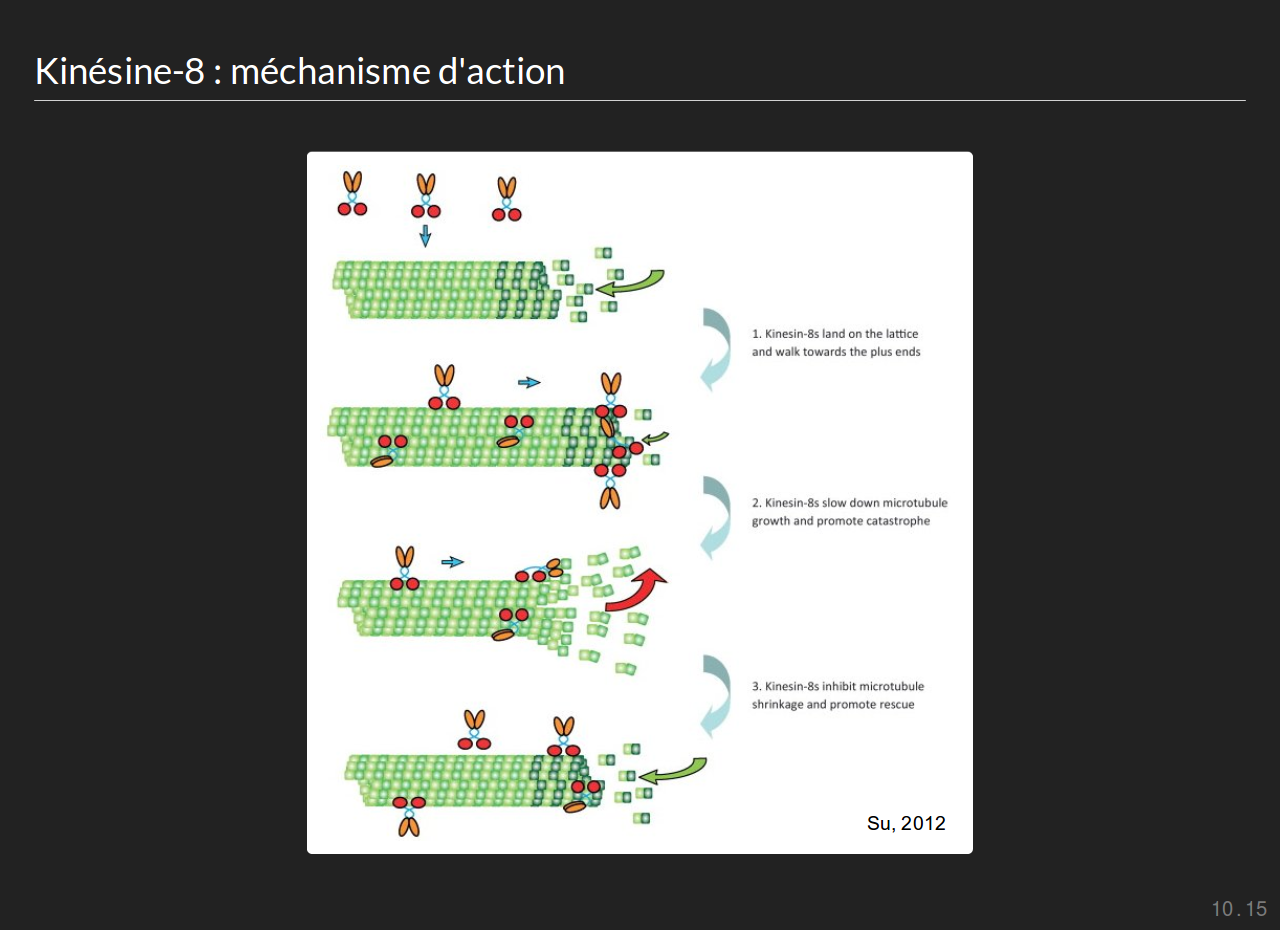 Kinésine-8 : méchanisme d'action
1. Kinesin-8s land on the lattice
and walk towards the plus ends
2. Kinesin-8s slow down microtubule
growth and promote catastrophe
3. Kinesin-8s inhibit microtubule
shrinkage and promote rescue
Su, 2012
10.15